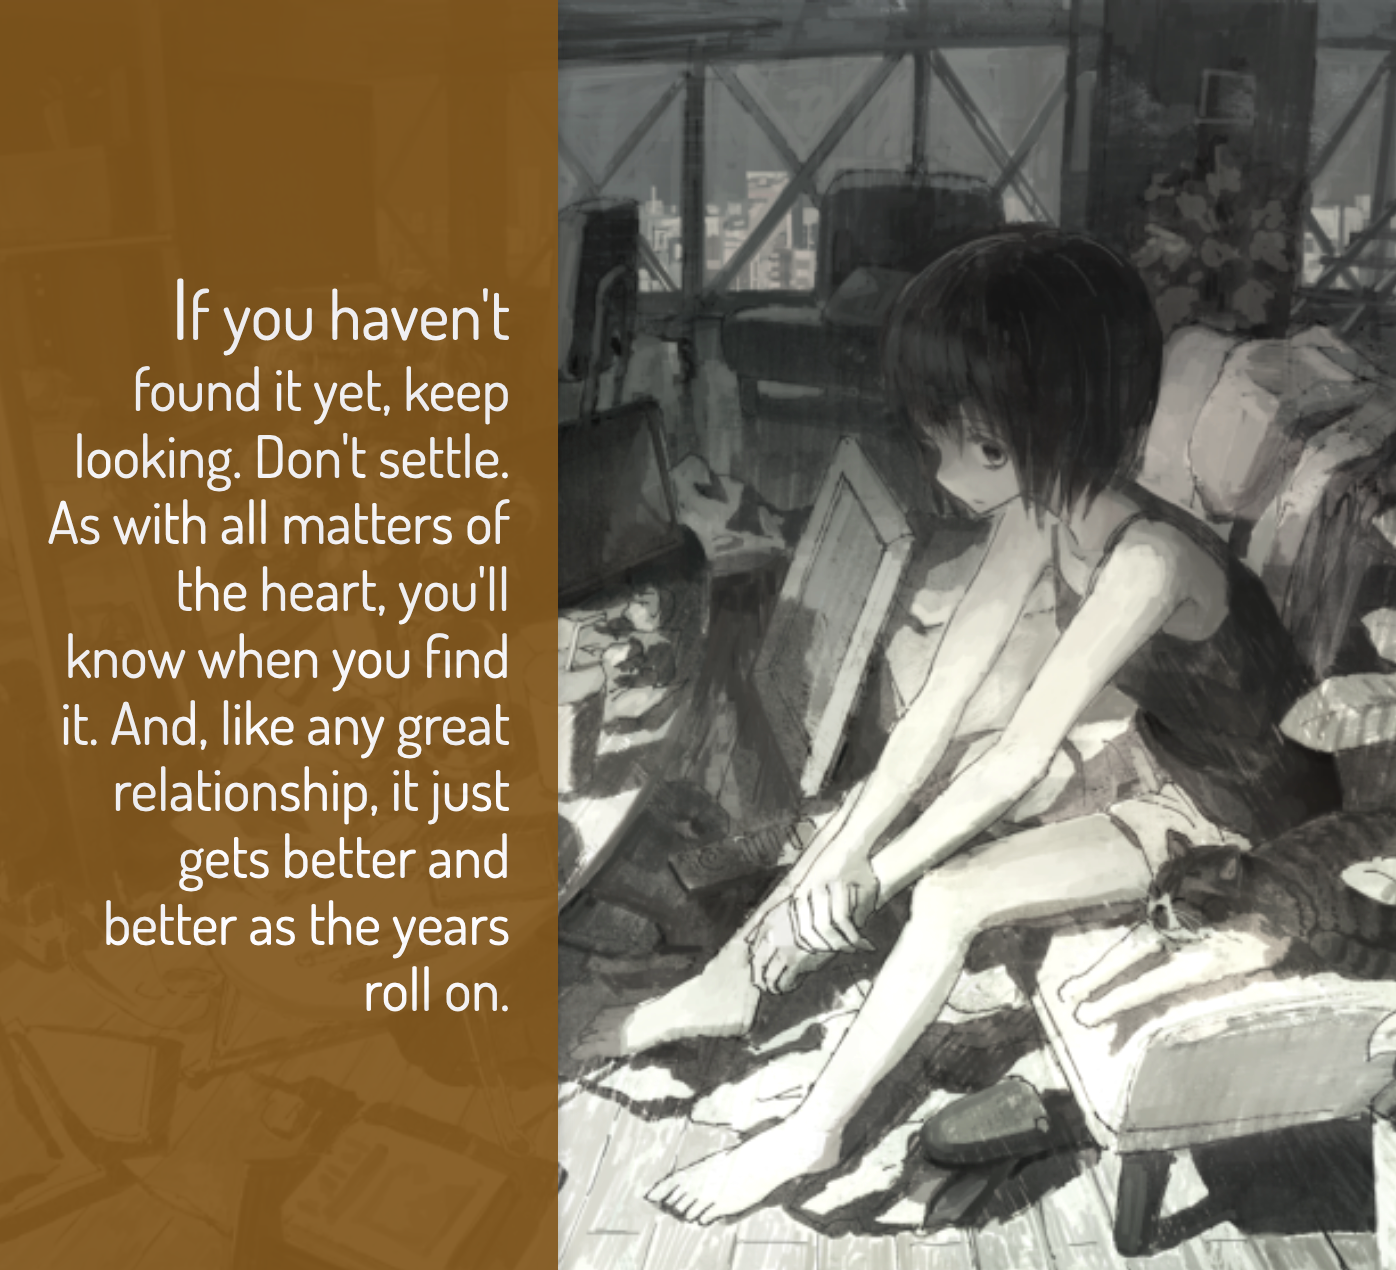 If you haven't
found it yet, keep
looking. Don't settle.
As with all matters of
the heart, you'll
know when you find
it. And, like any great
relationship, it just
gets better and
better as the years
roll on.